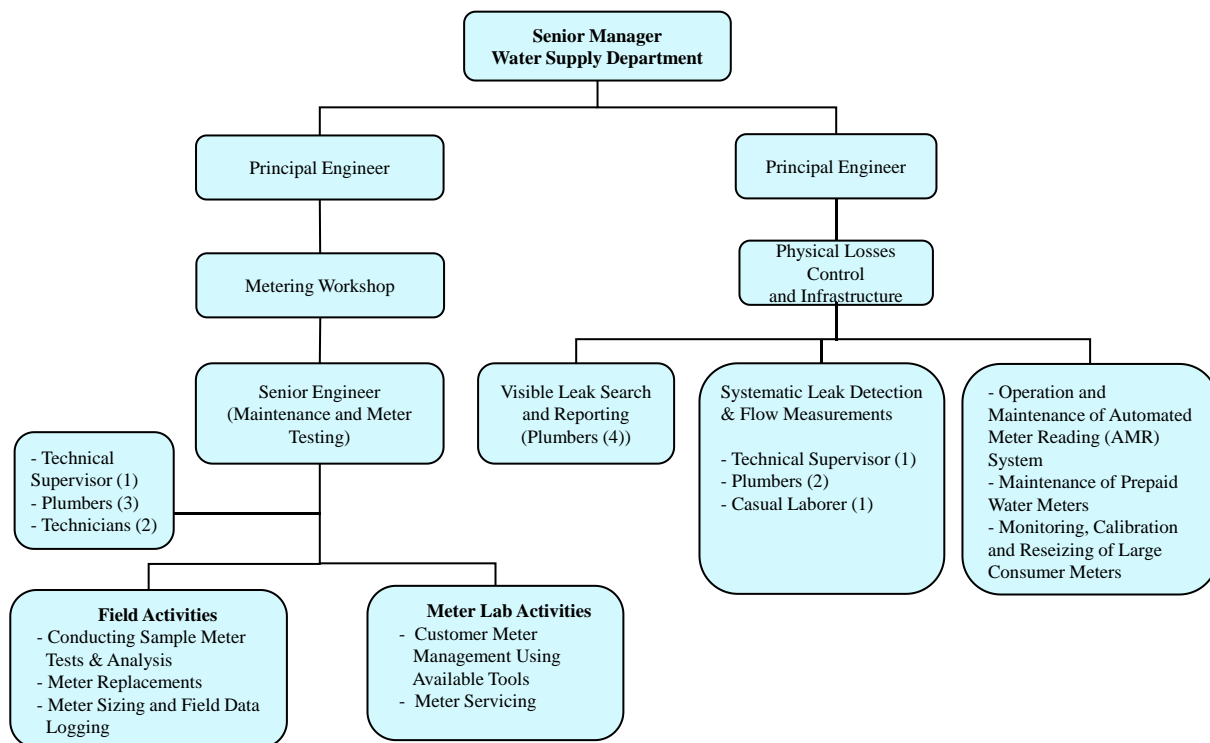 Senior Manager
Water Supply Department
Principal Engineer
Principal Engineer
Metering Workshop
Physical Losses
Control
and Infrastructure
Senior Engineer
(Maintenance and Meter
Testing)
Visible Leak Search
and Reporting
(Plumbers (4))
Systematic Leak Detection
& Flow Measurements
- Technical Supervisor (1)
- Plumbers (2)
- Casual Laborer (1)
- Operation and
Maintenance of Automated
Meter Reading (AMR)
System
- Maintenance of Prepaid
Water Meters
- Monitoring, Calibration
and Reseizing of Large
Consumer Meters
- Technical
Supervisor (1)
- Plumbers (3)
- Technicians (2)
Field Activities
- Conducting Sample Meter
Tests & Analysis
- Meter Replacements
- Meter Sizing and Field Data
Logging
Meter Lab Activities
- Customer Meter
Management Using
Available Tools
- Meter Servicing